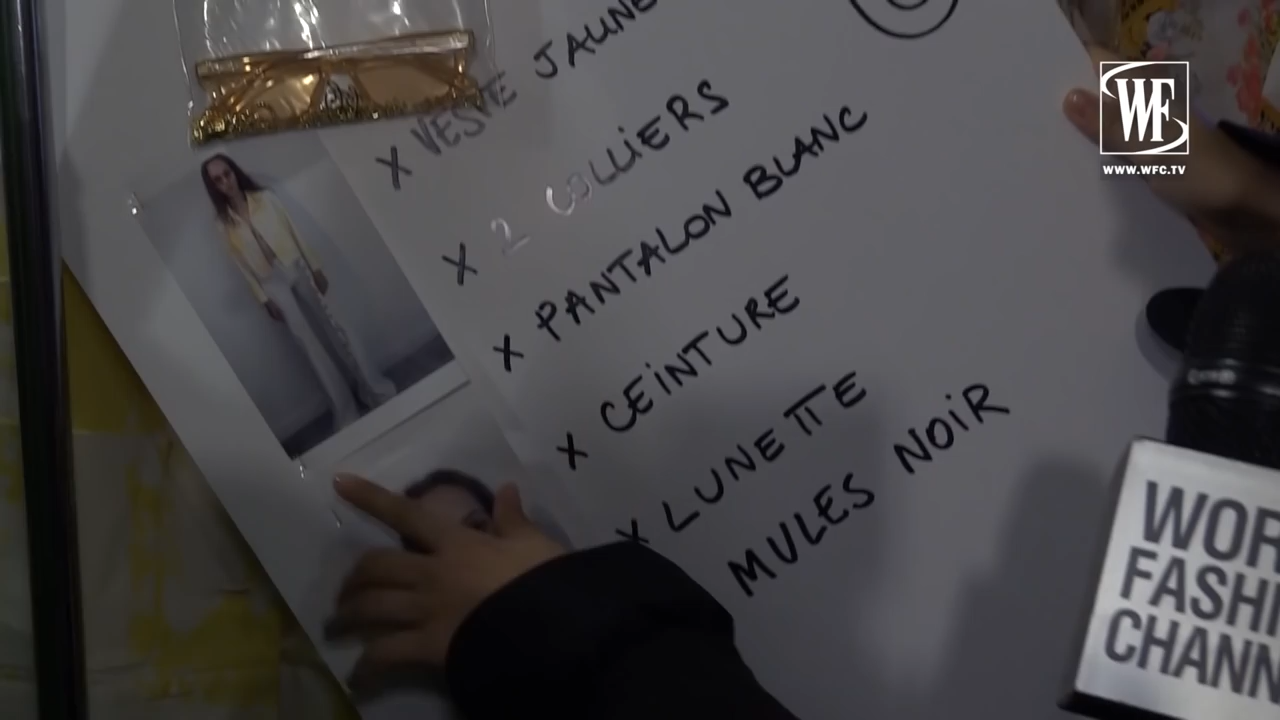 X VESTE JAUNE
X 2 COLLiERS
X PANTALON BLANC
X CEiNTURE
X LUNETTE
MULES NOiR
WF
WWW.WFC.TV
WOR
FASHI
CHANN